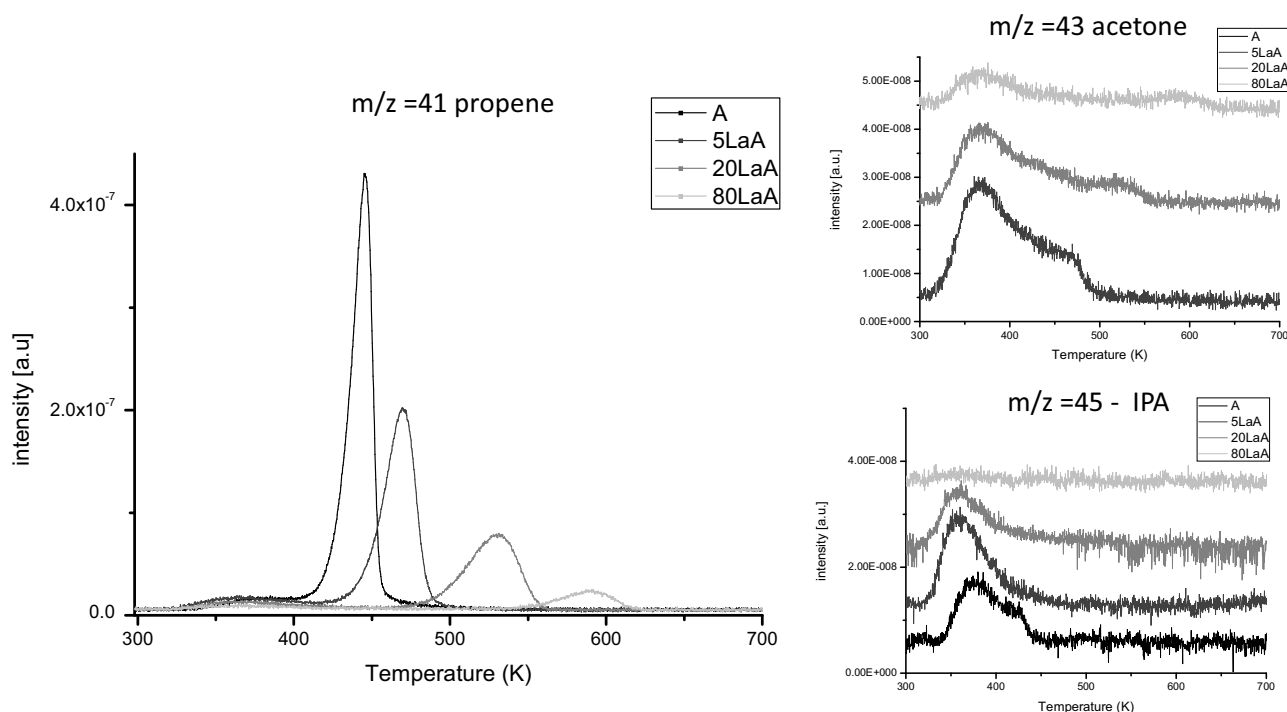 m/z =41 propene
A
5LaA
20LaA
80LaA
4.0x10⁻⁷
2.0x10⁻⁷
0.0
intensity [a.u]
300 400 500 600 700
Temperature (K)
m/z =43 acetone
A
5LaA
20LaA
80LaA
5.00E-008
4.00E-008
3.00E-008
2.00E-008
1.00E-008
0.00E+000
intensity [a.u.]
300 400 500 600 700
Temperature (K)
m/z =45 - IPA
A
5LaA
20LaA
80LaA
4.00E-008
2.00E-008
0.00E+000
intensity [a.u.]
300 400 500 600 700
Temperature (K)